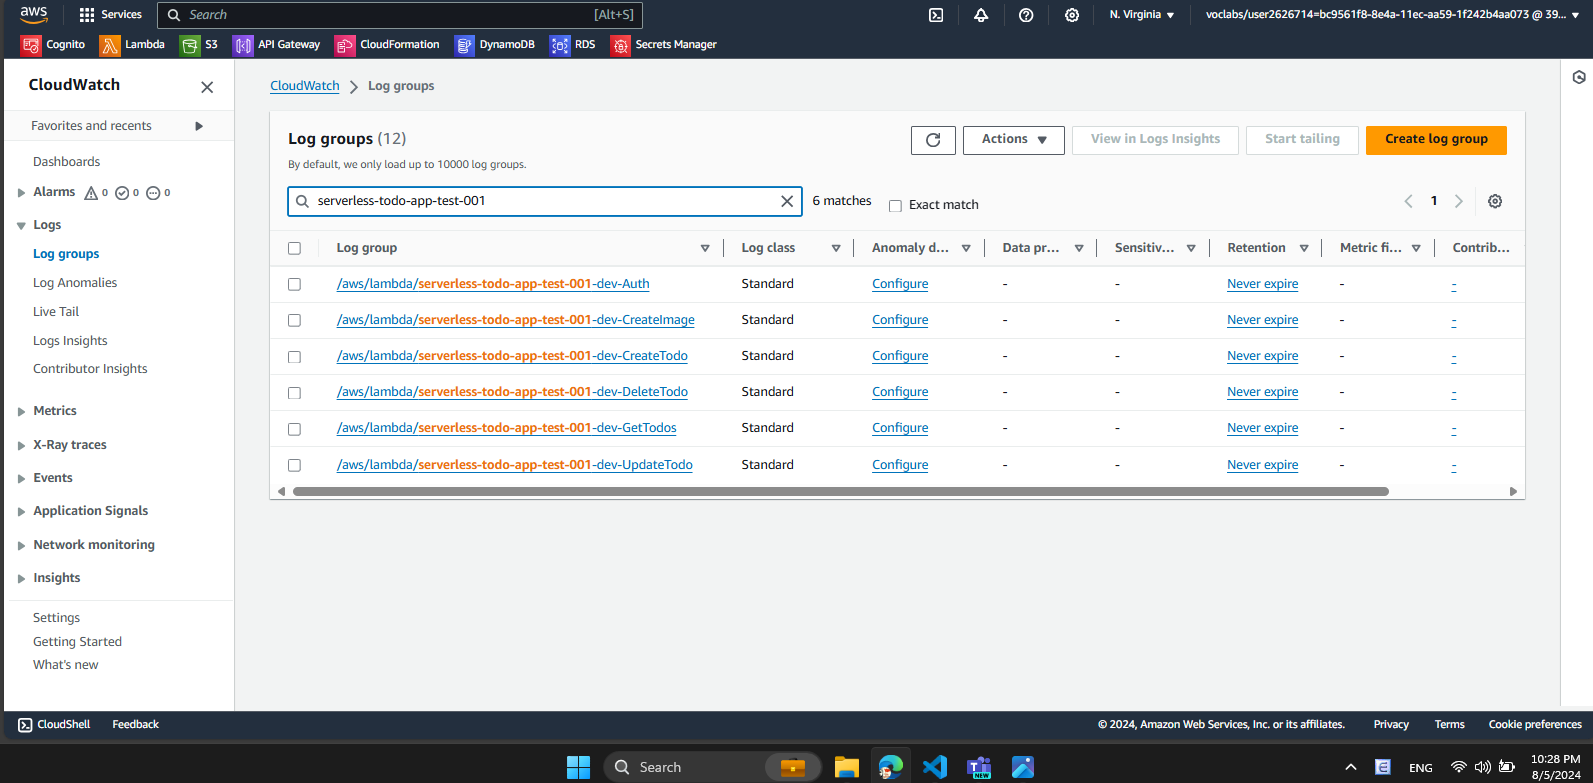 aws Services Search [Alt+S] N. Virginia voclabs/user2626714=bc9561f8-8e4a-11ec-aa59-1f242b4aa073 @ 39...
Cognito Lambda S3 API Gateway CloudFormation DynamoDB RDS Secrets Manager
CloudWatch
Favorites and recents
Dashboards
Alarms 0 0 0
Logs
Log groups
Log Anomalies
Live Tail
Logs Insights
Contributor Insights
Metrics
X-Ray traces
Events
Application Signals
Network monitoring
Insights
Settings
Getting Started
What's new
CloudWatch > Log groups
Log groups (12)
Actions View in Logs Insights Start tailing Create log group
By default, we only load up to 10000 log groups.
serverless-todo-app-test-001 6 matches Exact match 1
Log group Log class Anomaly d... Data pr... Sensitiv... Retention Metric fi... Contrib...
/aws/lambda/serverless-todo-app-test-001-dev-Auth Standard Configure - - Never expire - -
/aws/lambda/serverless-todo-app-test-001-dev-CreateImage Standard Configure - - Never expire - -
/aws/lambda/serverless-todo-app-test-001-dev-CreateTodo Standard Configure - - Never expire - -
/aws/lambda/serverless-todo-app-test-001-dev-DeleteTodo Standard Configure - - Never expire - -
/aws/lambda/serverless-todo-app-test-001-dev-GetTodos Standard Configure - - Never expire - -
/aws/lambda/serverless-todo-app-test-001-dev-UpdateTodo Standard Configure - - Never expire - -
CloudShell Feedback © 2024, Amazon Web Services, Inc. or its affiliates. Privacy Terms Cookie preferences
Search NEW ENG 10:28 PM
8/5/2024